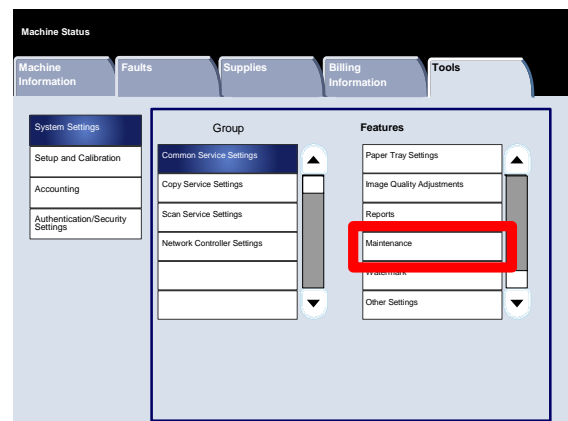 Machine Status
Machine
Information
Faults
Supplies
Billing
Information
Tools
System Settings
Setup and Calibration
Accounting
Authentication/Security
Settings
Group
Common Service Settings
Copy Service Settings
Scan Service Settings
Network Controller Settings
Features
Paper Tray Settings
Image Quality Adjustments
Reports
Maintenance
Watermark
Other Settings